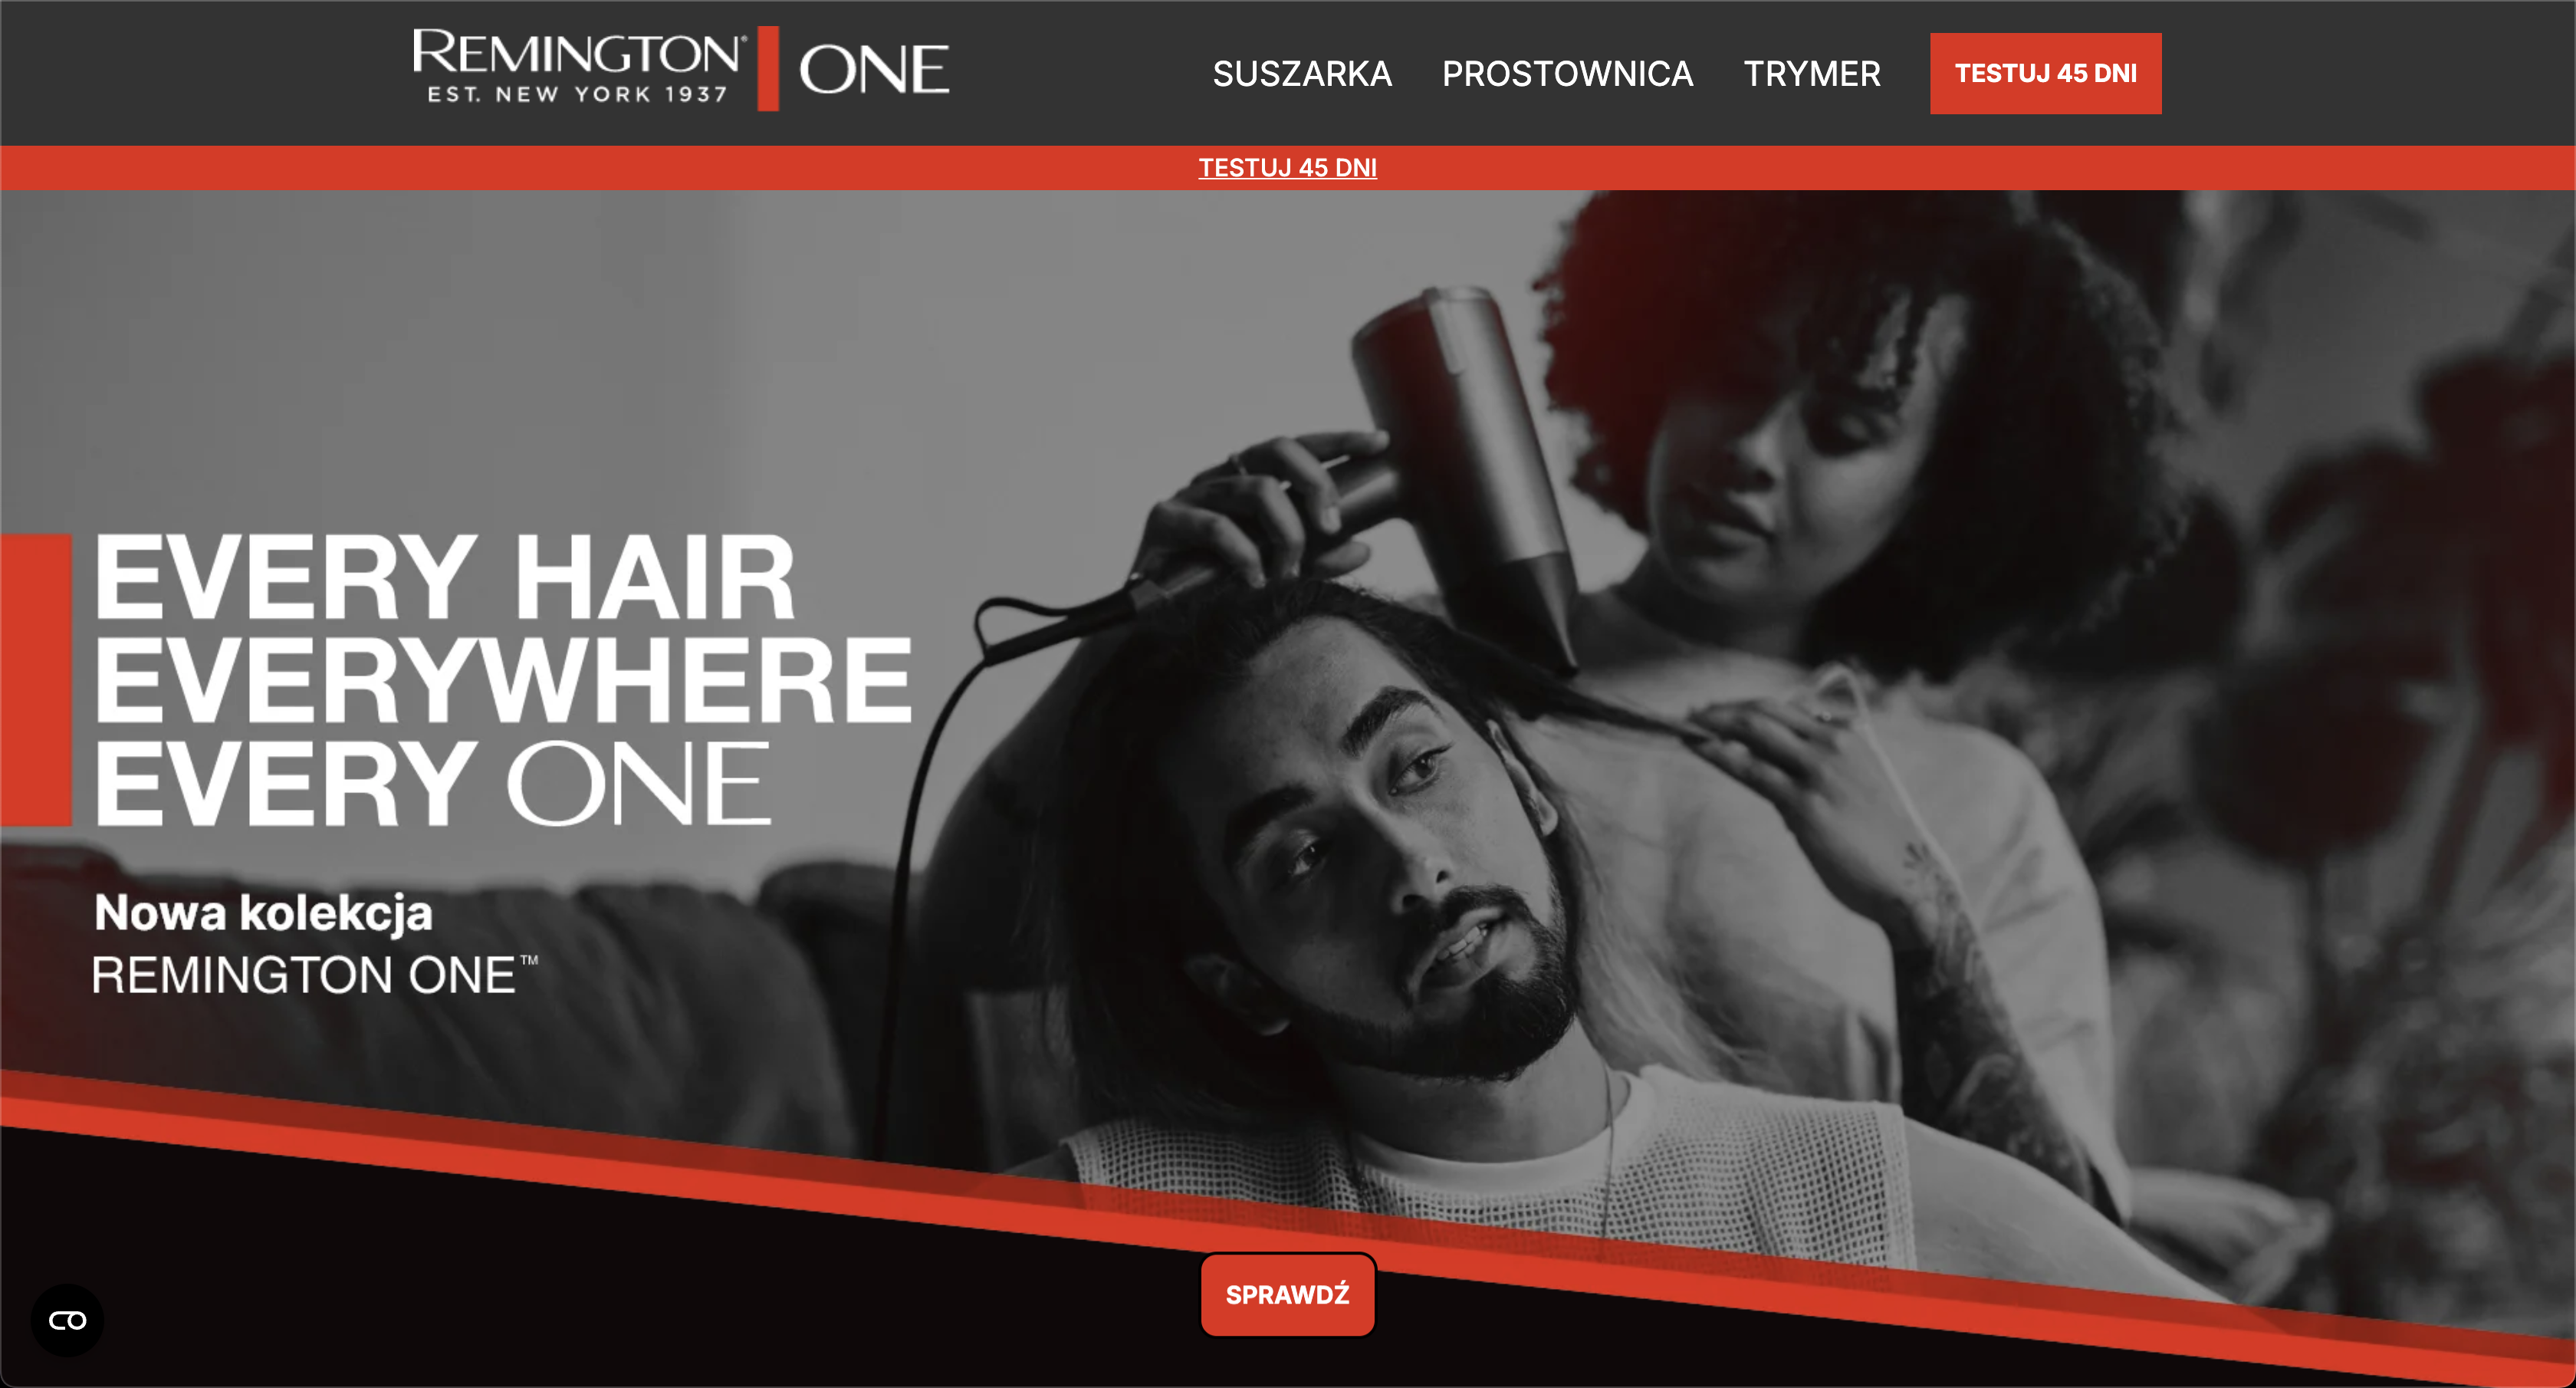 REMINGTON® ONE
EST. NEW YORK 1937
SUSZARKA PROSTOWNICA TRYMER TESTUJ 45 DNI
TESTUJ 45 DNI
EVERY HAIR
EVERYWHERE
EVERY ONE
Nowa kolekcja
REMINGTON ONE™
SPRAWDŹ